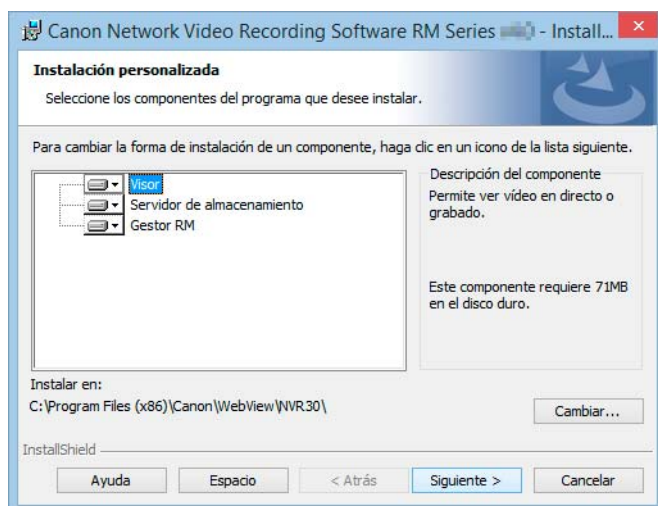 Canon Network Video Recording Software RM Series - Install...
Instalación personalizada
Seleccione los componentes del programa que desee instalar.
Para cambiar la forma de instalación de un componente, haga clic en un icono de la lista siguiente.
Visor
Servidor de almacenamiento
Gestor RM
Descripción del componente
Permite ver vídeo en directo o
grabado.
Este componente requiere 71MB
en el disco duro.
Instalar en:
C:\Program Files (x86)\Canon\WebView\NVR30\
Cambiar...
InstallShield
Ayuda
Espacio
< Atrás
Siguiente >
Cancelar